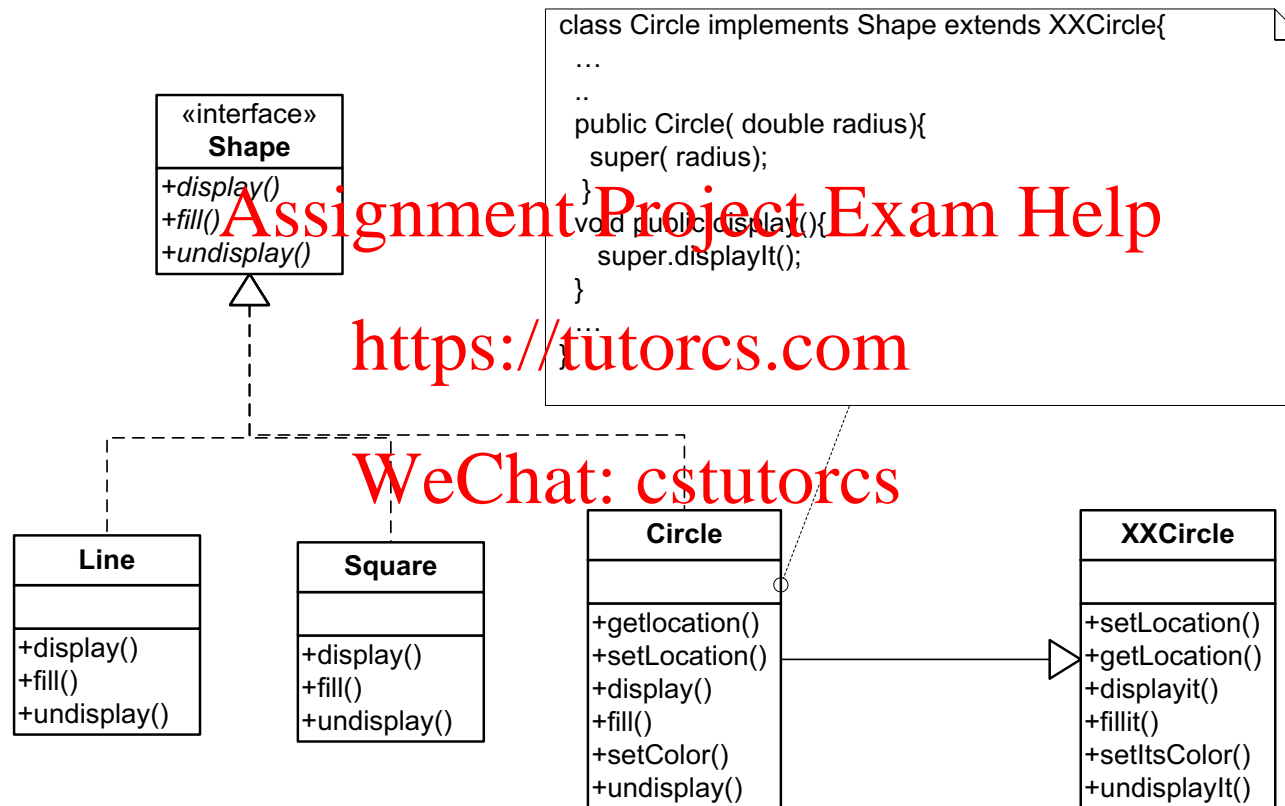 class Circle implements Shape extends XXCircle{
…
..
public Circle( double radius){
super( radius);
}
void public display(){
super.displayIt();
}
…
}
«interface»
Shape
+display()
+fill()
+undisplay()
Assignment Project Exam Help
https://tutorcs.com
WeChat: cstutorcs
Line
+display()
+fill()
+undisplay()
Square
+display()
+fill()
+undisplay()
Circle
+getlocation()
+setLocation()
+display()
+fill()
+setColor()
+undisplay()
XXCircle
+setLocation()
+getLocation()
+displayit()
+fillit()
+setItsColor()
+undisplayIt()